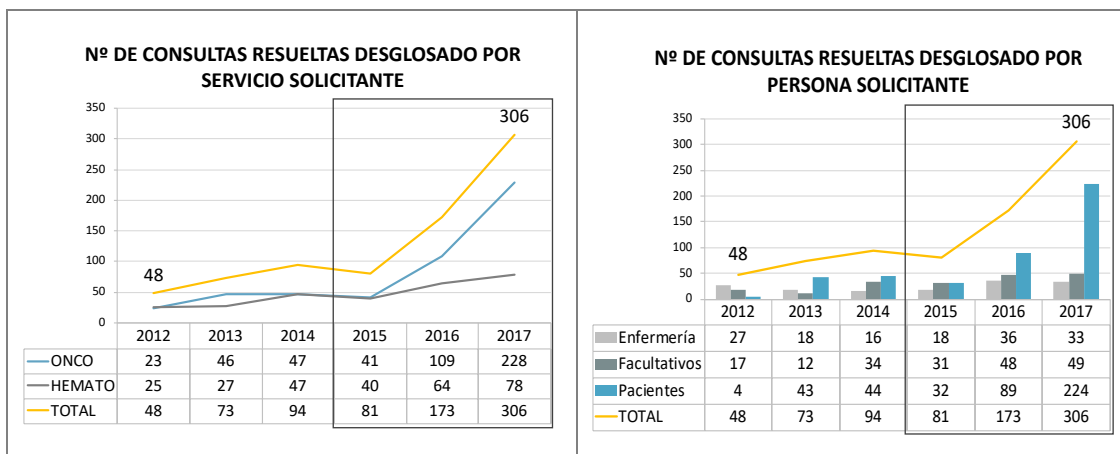 Nº DE CONSULTAS RESUELTAS DESGLOSADO POR
SERVICIO SOLICITANTE
350
300
250
200
150
100
50
0
48
306
2012 2013 2014 2015 2016 2017
ONCO 23 46 47 41 109 228
HEMATO 25 27 47 40 64 78
TOTAL 48 73 94 81 173 306
Nº DE CONSULTAS RESUELTAS DESGLOSADO POR
PERSONA SOLICITANTE
350
300
250
200
150
100
50
0
48
306
2012 2013 2014 2015 2016 2017
Enfermería 27 18 16 18 36 33
Facultativos 17 12 34 31 48 49
Pacientes 4 43 44 32 89 224
TOTAL 48 73 94 81 173 306